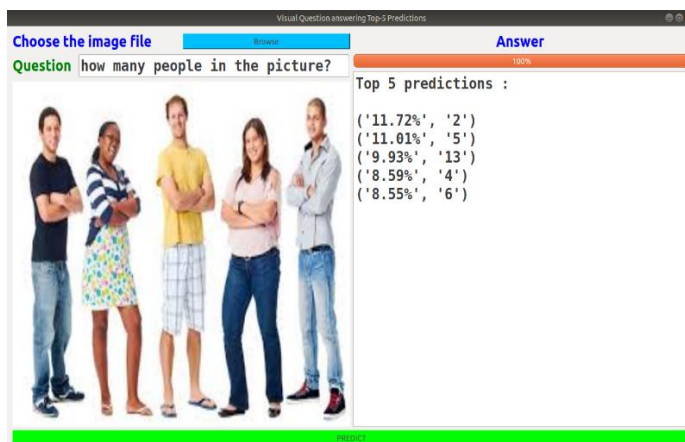 Visual Question answering Top-5 Predictions
Choose the image file
Browse
Question how many people in the picture?
Answer
100%
Top 5 predictions :
('11.72%', '2')
('11.01%', '5')
('9.93%', '13')
('8.59%', '4')
('8.55%', '6')
PREDICT